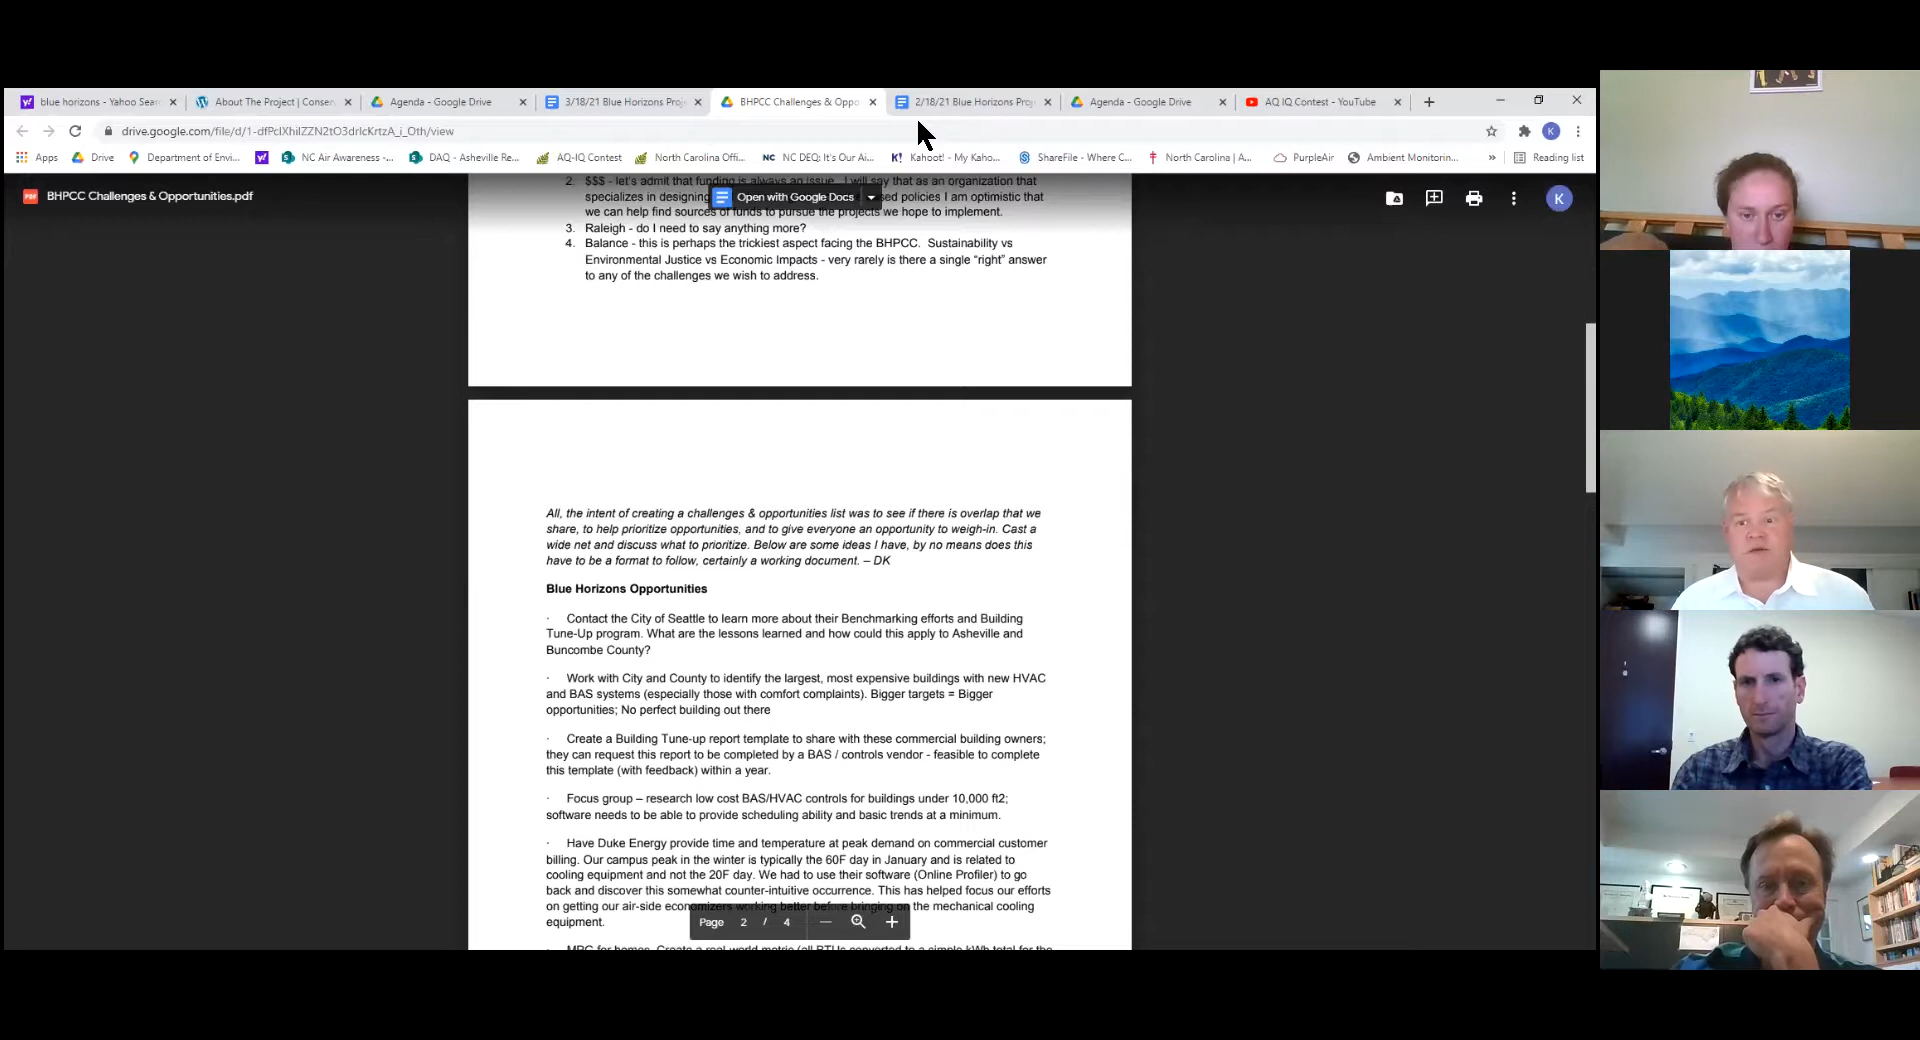 blue horizons - Yahoo Sear
About The Project | Conser
Agenda - Google Drive
3/18/21 Blue Horizons Proj
BHPCC Challenges & Oppo
2/18/21 Blue Horizons Proj
Agenda - Google Drive
AQ IQ Contest - YouTube
drive.google.com/file/d/1-dfPclXhiIZZN2tO3drIcKrtzA_i_Oth/view
K
Apps
Drive
Department of Envi...
NC Air Awareness -...
DAQ - Asheville Re...
AQ-IQ Contest
North Carolina Offi...
NC DEQ: It's Our Ai...
K! Kahoot! - My Kaho...
ShareFile - Where C...
North Carolina | A...
PurpleAir
Ambient Monitorin...
»
Reading list
PDF BHPCC Challenges & Opportunities.pdf
Open with Google Docs
K
2. $$$ - let's admit that funding is always an issue. I will say that as an organization that
specializes in designing sed policies I am optimistic that
we can help find sources of funds to pursue the projects we hope to implement.
3. Raleigh - do I need to say anything more?
4. Balance - this is perhaps the trickiest aspect facing the BHPCC. Sustainability vs
Environmental Justice vs Economic Impacts - very rarely is there a single “right” answer
to any of the challenges we wish to address.
All, the intent of creating a challenges & opportunities list was to see if there is overlap that we
share, to help prioritize opportunities, and to give everyone an opportunity to weigh-in. Cast a
wide net and discuss what to prioritize. Below are some ideas I have, by no means does this
have to be a format to follow, certainly a working document. – DK
Blue Horizons Opportunities
· Contact the City of Seattle to learn more about their Benchmarking efforts and Building
Tune-Up program. What are the lessons learned and how could this apply to Asheville and
Buncombe County?
· Work with City and County to identify the largest, most expensive buildings with new HVAC
and BAS systems (especially those with comfort complaints). Bigger targets = Bigger
opportunities; No perfect building out there
· Create a Building Tune-up report template to share with these commercial building owners;
they can request this report to be completed by a BAS / controls vendor - feasible to complete
this template (with feedback) within a year.
· Focus group – research low cost BAS/HVAC controls for buildings under 10,000 ft2;
software needs to be able to provide scheduling ability and basic trends at a minimum.
· Have Duke Energy provide time and temperature at peak demand on commercial customer
billing. Our campus peak in the winter is typically the 60F day in January and is related to
cooling equipment and not the 20F day. We had to use their software (Online Profiler) to go
back and discover this somewhat counter-intuitive occurrence. This has helped focus our efforts
on getting our air-side economizers working better before bringing on the mechanical cooling
equipment.
· MPG for homes. Create a real world metric (all BTUs converted to a simple kWh total for the
Page 2 / 4